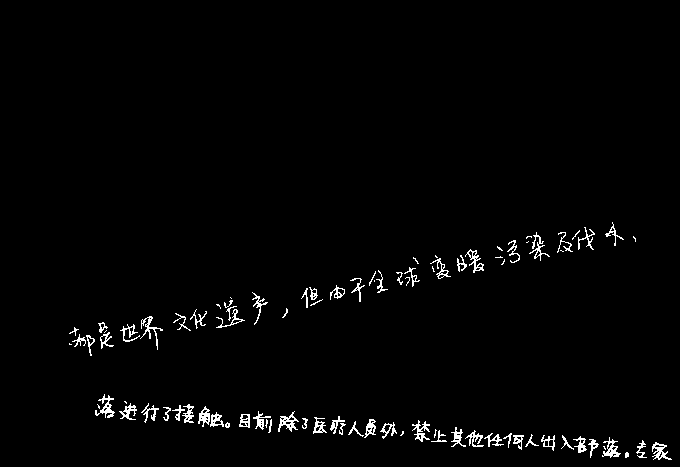 都是世界文化遗产，但由于全球变暖污染及伐木、
落进行了接触。目前除了医疗人员外，禁止其他任何人出入部落。专家